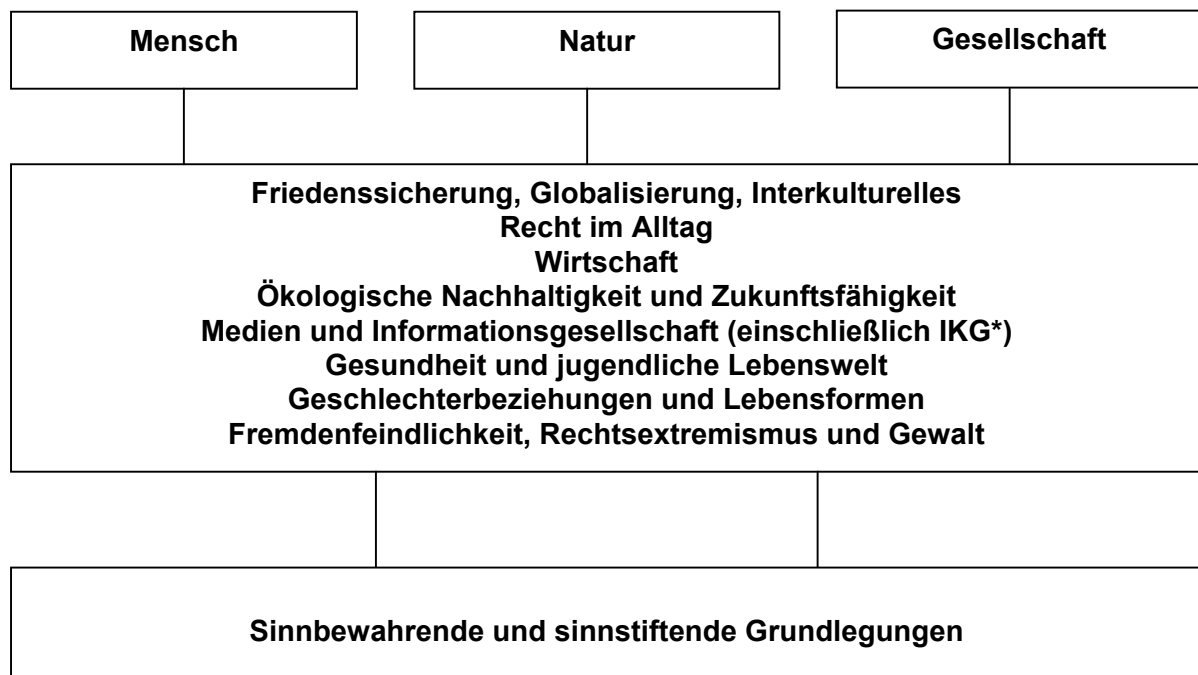 Mensch
Natur
Gesellschaft
Friedenssicherung, Globalisierung, Interkulturelles
Recht im Alltag
Wirtschaft
Ökologische Nachhaltigkeit und Zukunftsfähigkeit
Medien und Informationsgesellschaft (einschließlich IKG*)
Gesundheit und jugendliche Lebenswelt
Geschlechterbeziehungen und Lebensformen
Fremdenfeindlichkeit, Rechtsextremismus und Gewalt
Sinnbewahrende und sinnstiftende Grundlegungen